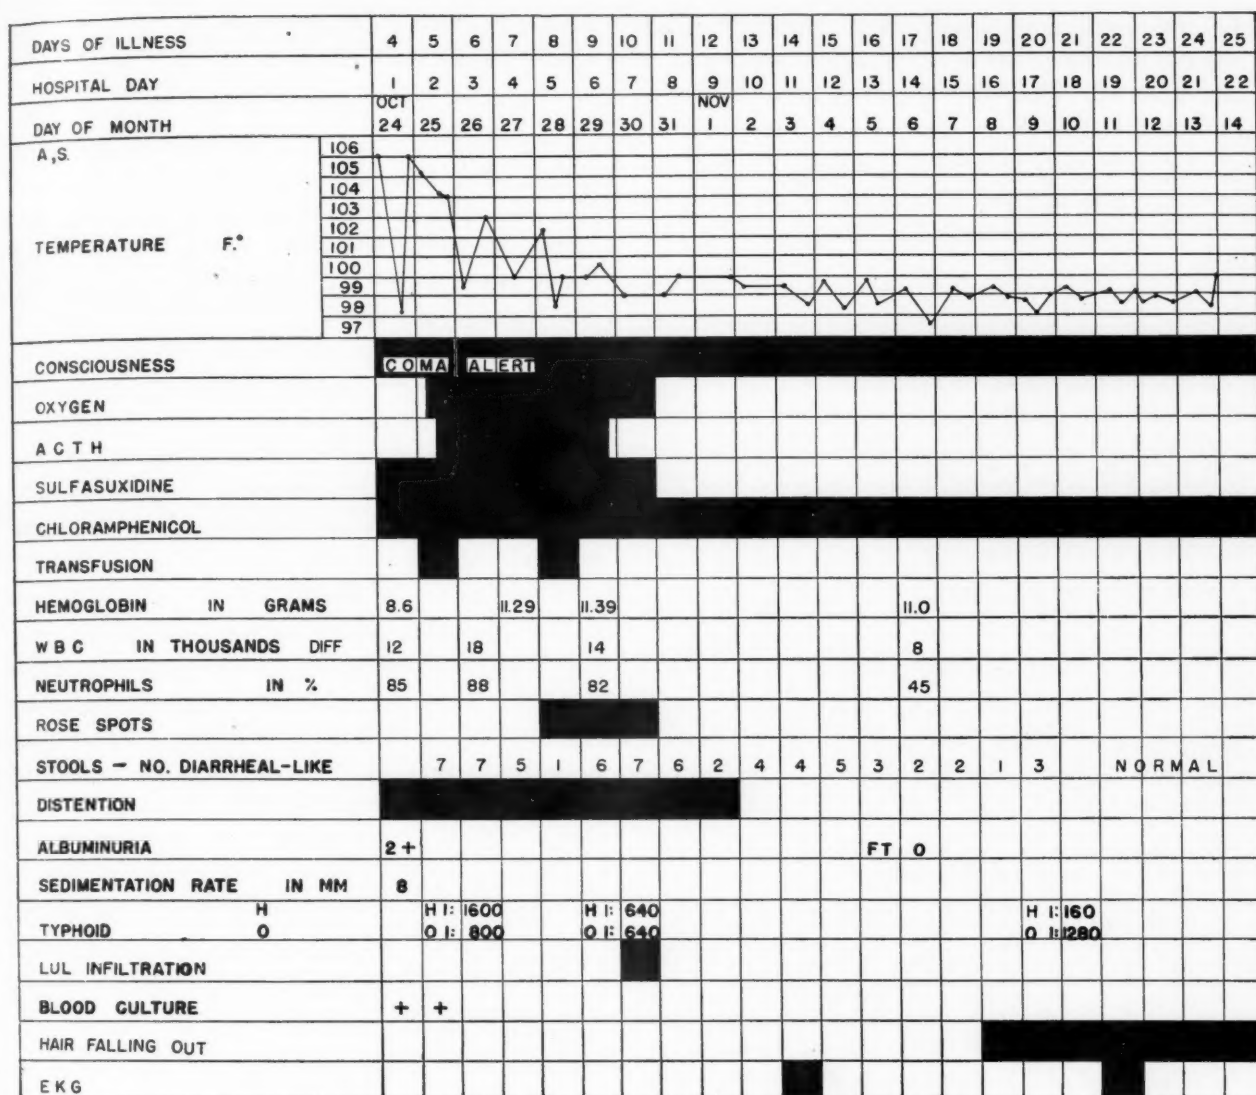 DAYS OF ILLNESS 4 5 6 7 8 9 10 11 12 13 14 15 16 17 18 19 20 21 22 23 24 25
HOSPITAL DAY 1 2 3 4 5 6 7 8 9 10 11 12 13 14 15 16 17 18 19 20 21 22
OCT NOV
DAY OF MONTH 24 25 26 27 28 29 30 31 1 2 3 4 5 6 7 8 9 10 11 12 13 14
A,S. 106
105
104
103
102
TEMPERATURE F.° 101
100
99
98
97
CONSCIOUSNESS COMA ALERT
OXYGEN
ACTH
SULFASUXIDINE
CHLORAMPHENICOL
TRANSFUSION
HEMOGLOBIN IN GRAMS 8.6 11.29 11.39 11.0
WBC IN THOUSANDS DIFF 12 18 14 8
NEUTROPHILS IN % 85 88 82 45
ROSE SPOTS
STOOLS - NO. DIARRHEAL-LIKE 7 7 5 1 6 7 6 2 4 4 5 3 2 2 1 3 NORMAL
DISTENTION
ALBUMINURIA 2+ FT 0
SEDIMENTATION RATE IN MM 8
H H 1:1600 H 1:640 H 1:160
TYPHOID O O 1:800 O 1:640 O 1:1280
LUL INFILTRATION
BLOOD CULTURE + +
HAIR FALLING OUT
EKG